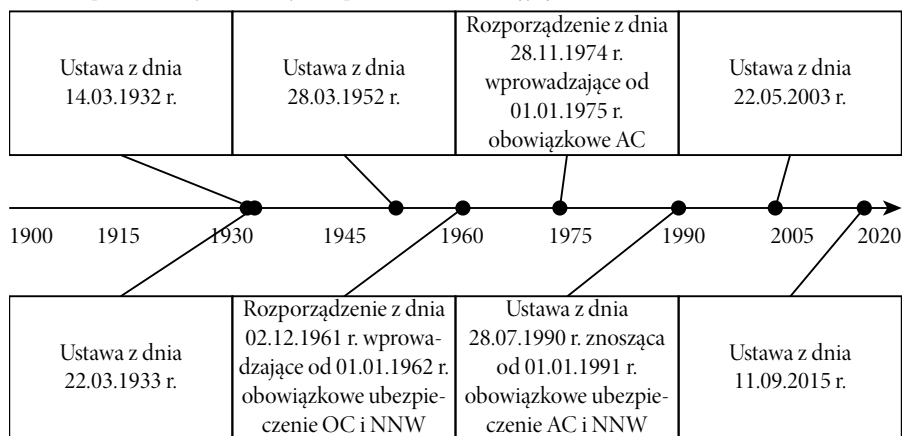 Ustawa z dnia
14.03.1932 r.
Ustawa z dnia
28.03.1952 r.
Rozporządzenie z dnia
28.11.1974 r.
wprowadzające od
01.01.1975 r.
obowiązkowe AC
Ustawa z dnia
22.05.2003 r.
1900 1915 1930 1945 1960 1975 1990 2005 2020
Ustawa z dnia
22.03.1933 r.
Rozporządzenie z dnia
02.12.1961 r. wprowa-
dzające od 01.01.1962 r.
obowiązkowe ubezpie-
czenie OC i NNW
Ustawa z dnia
28.07.1990 r. znosząca
od 01.01.1991 r.
obowiązkowe ubezpie-
czenie AC i NNW
Ustawa z dnia
11.09.2015 r.